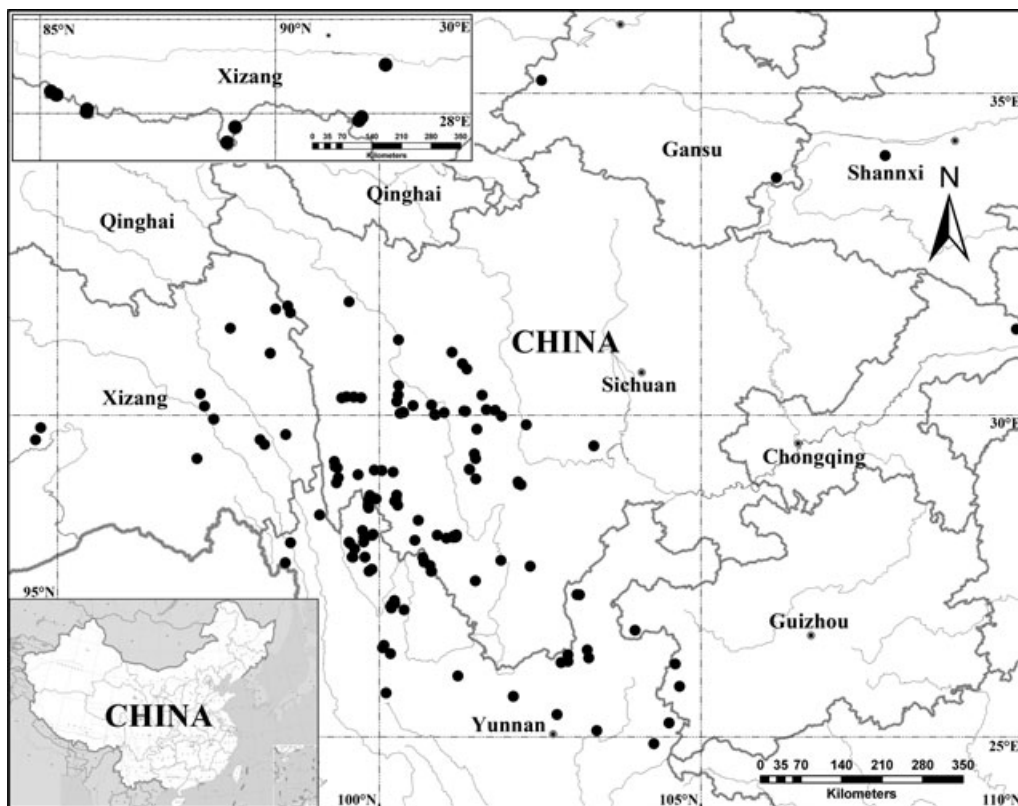 85°N
90°N
30°E
Xizang
28°E
0 35 70 140 210 280 350
Kilometers
35°E
Gansu
Shannxi
N
Qinghai
Qinghai
CHINA
Sichuan
Xizang
30°E
Chongqing
95°N
Guizhou
CHINA
Yunnan
25°E
0 35 70 140 210 280 350
Kilometers
100°N
105°N
110°N